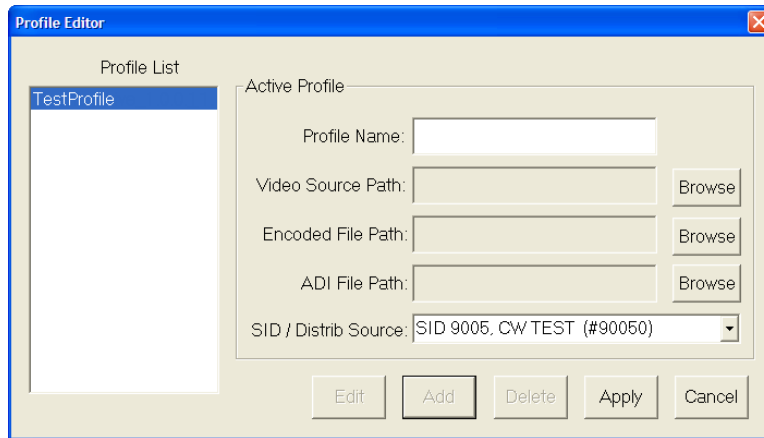 Profile Editor
Profile List
TestProfile
Active Profile
Profile Name:
Video Source Path:
Browse
Encoded File Path:
Browse
ADI File Path:
Browse
SID / Distrib Source:
SID 9005, CW TEST (#90050)
Edit
Add
Delete
Apply
Cancel